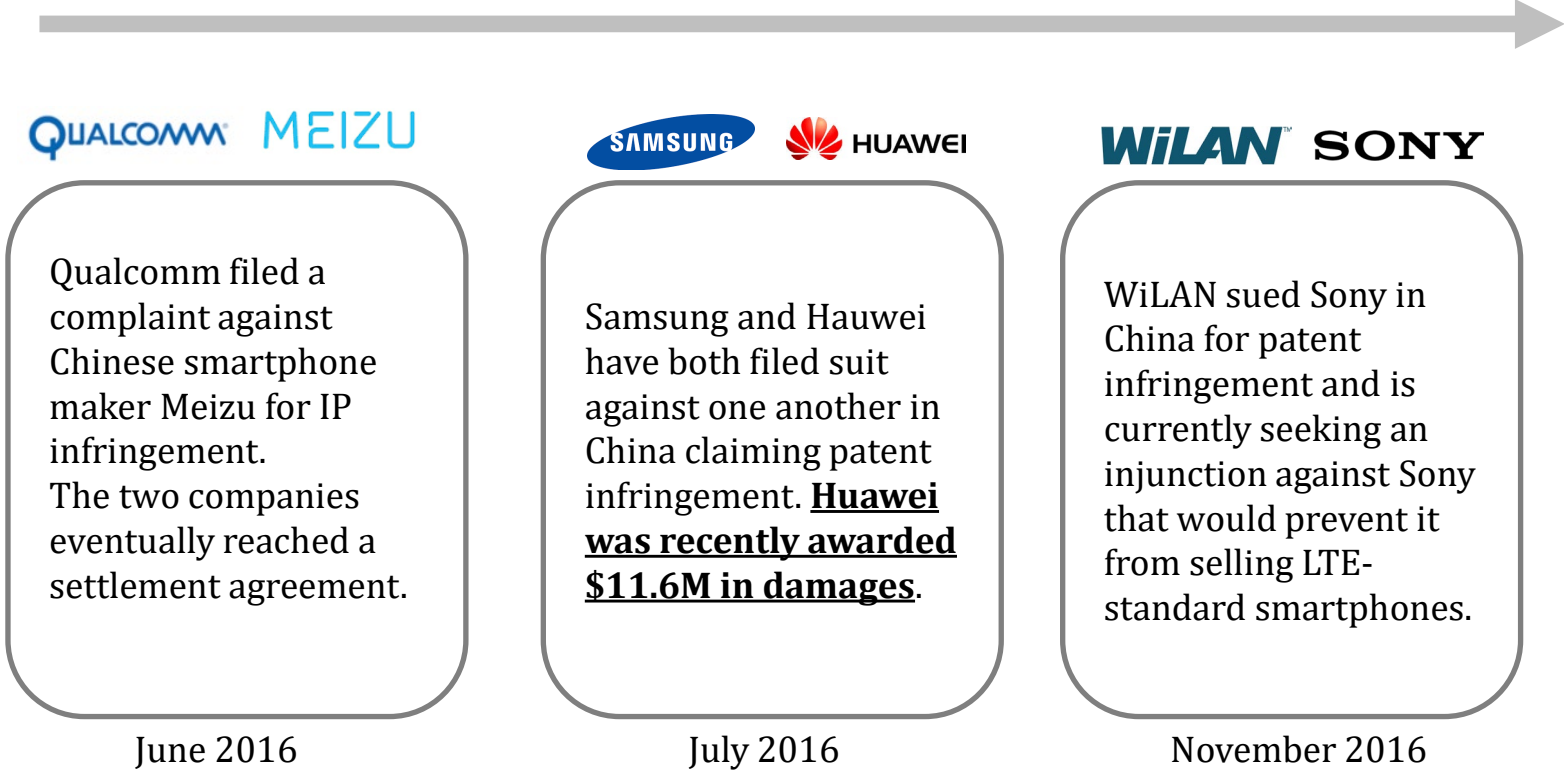 QUALCOMM MEIZU
Qualcomm filed a
complaint against
Chinese smartphone
maker Meizu for IP
infringement.
The two companies
eventually reached a
settlement agreement.
June 2016
SAMSUNG HUAWEI
Samsung and Hauwei
have both filed suit
against one another in
China claiming patent
infringement. Huawei
was recently awarded
$11.6M in damages.
July 2016
WiLAN™ SONY
WiLAN sued Sony in
China for patent
infringement and is
currently seeking an
injunction against Sony
that would prevent it
from selling LTE-
standard smartphones.
November 2016